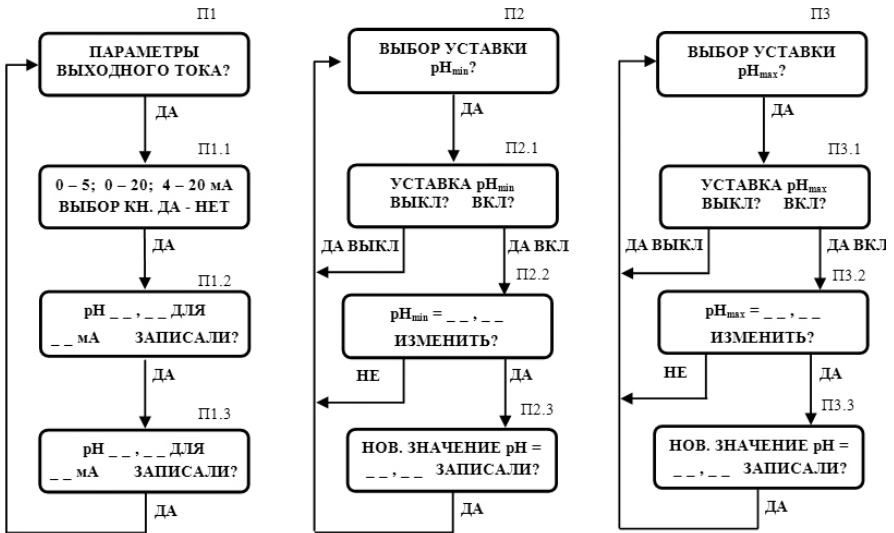 П1
ПАРАМЕТРЫ
ВЫХОДНОГО ТОКА?
ДА
П1.1
0 – 5; 0 – 20; 4 – 20 мА
ВЫБОР КН. ДА - НЕТ
ДА
П1.2
pH _ _ , _ _ ДЛЯ
_ _ мА ЗАПИСАЛИ?
ДА
П1.3
pH _ _ , _ _ ДЛЯ
_ _ мА ЗАПИСАЛИ?
ДА
П2
ВЫБОР УСТАВКИ
pHmin?
ДА
П2.1
УСТАВКА pHmin
ВЫКЛ? ВКЛ?
ДА ВЫКЛ
ДА ВКЛ
П2.2
pHmin = _ _ , _ _
ИЗМЕНИТЬ?
НЕ
ДА
П2.3
НОВ. ЗНАЧЕНИЕ pH =
_ _ , _ _ ЗАПИСАЛИ?
ДА
П3
ВЫБОР УСТАВКИ
pHmax?
ДА
П3.1
УСТАВКА pHmax
ВЫКЛ? ВКЛ?
ДА ВЫКЛ
ДА ВКЛ
П3.2
pHmax = _ _ , _ _
ИЗМЕНИТЬ?
НЕ
ДА
П3.3
НОВ. ЗНАЧЕНИЕ pH =
_ _ , _ _ ЗАПИСАЛИ?
ДА